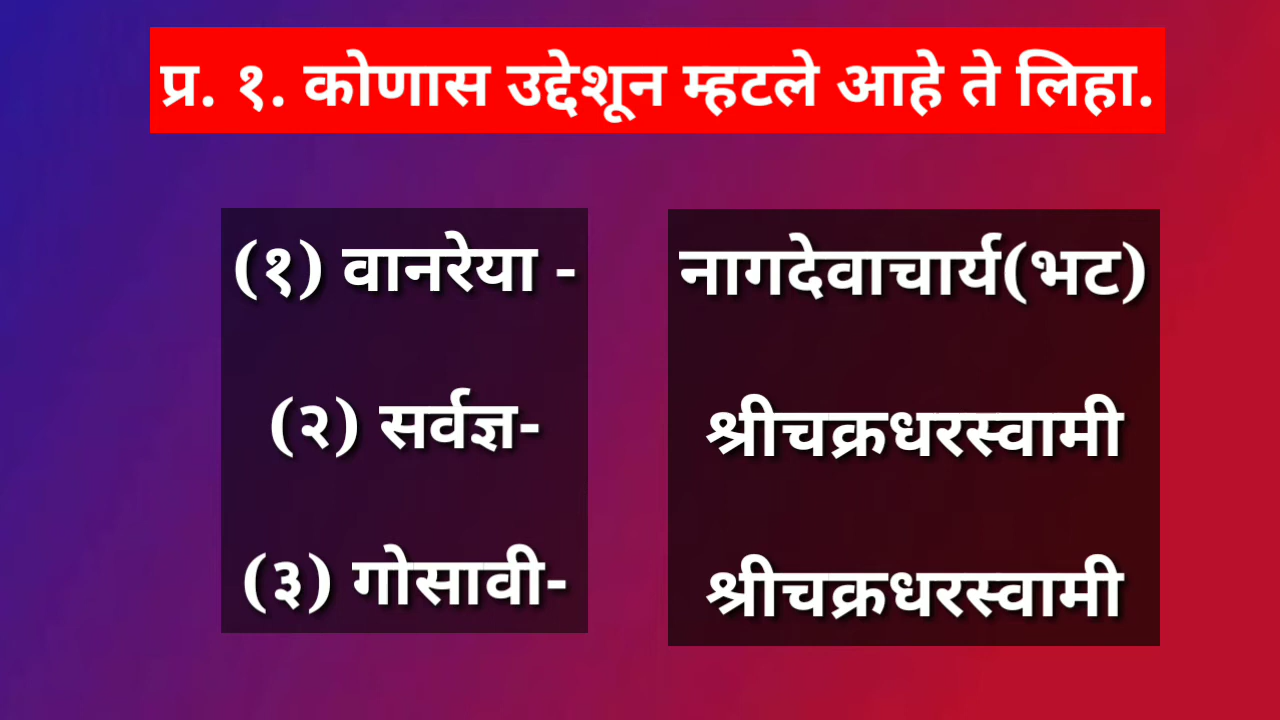 प्र. १. कोणास उद्देशून म्हटले आहे ते लिहा.
(१) वानरेया - नागदेवाचार्य(भट)
(२) सर्वज्ञ- श्रीचक्रधरस्वामी
(३) गोसावी- श्रीचक्रधरस्वामी